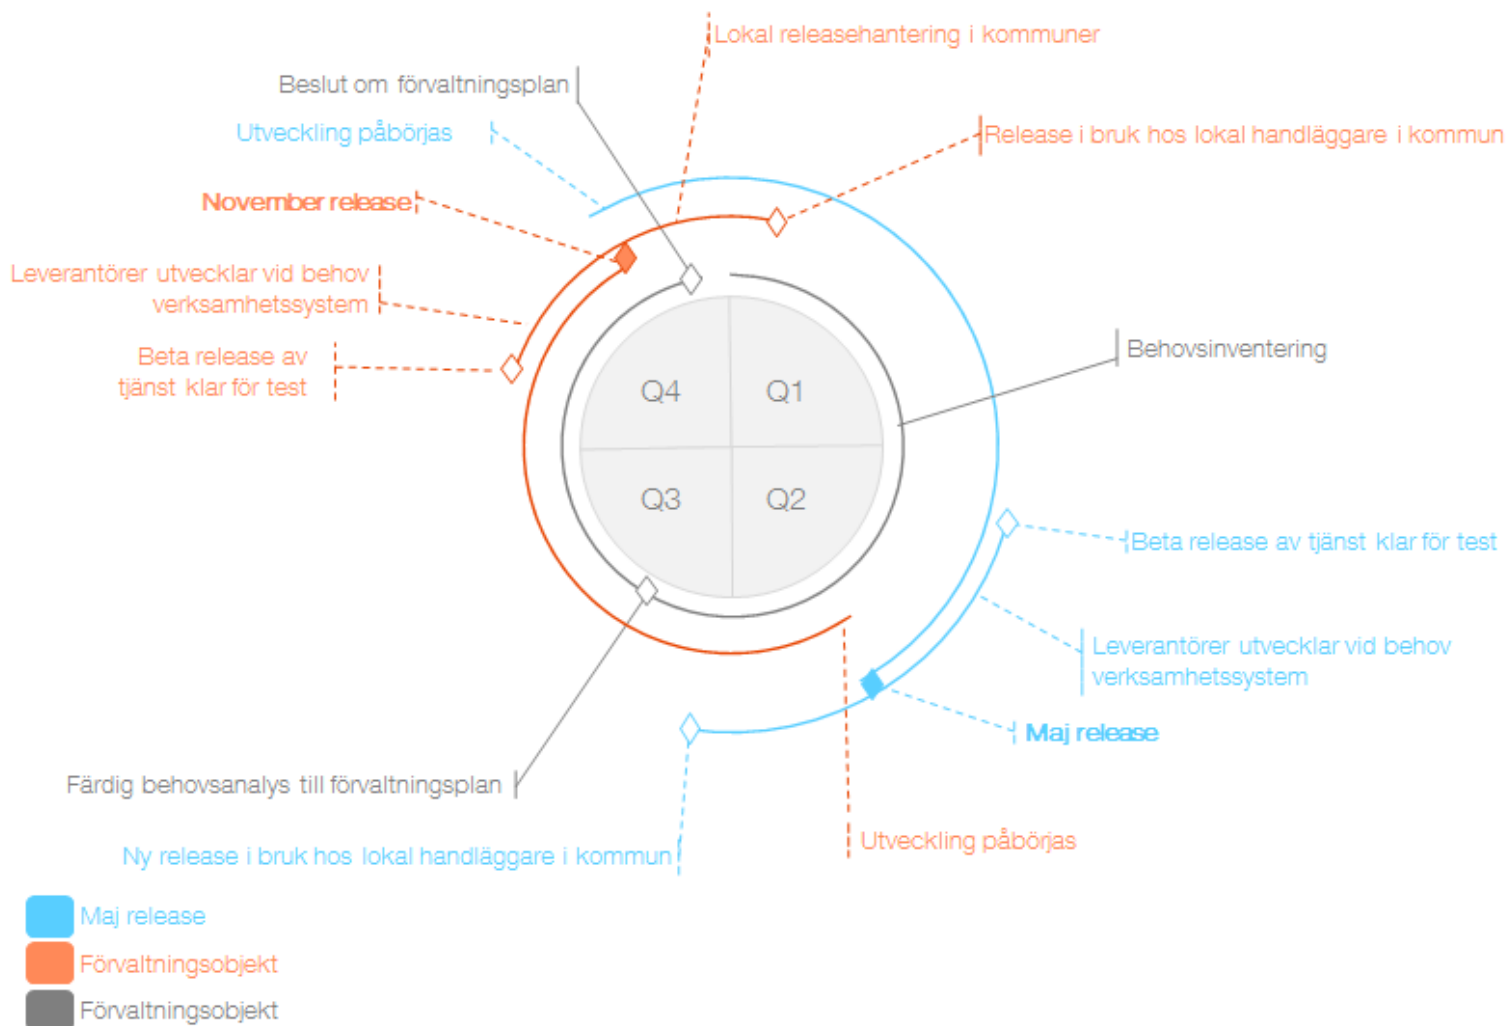 Lokal releasehantering i kommuner
Beslut om förvaltningsplan
Utveckling påbörjas
Release i bruk hos lokal handläggare i kommun
November release
Leverantörer utvecklar vid behov
verksamhetssystem
Beta release av
tjänst klar för test
Behovsinventering
Q4
Q1
Q3
Q2
Beta release av tjänst klar för test
Leverantörer utvecklar vid behov
verksamhetssystem
Maj release
Färdig behovsanalys till förvaltningsplan
Utveckling påbörjas
Ny release i bruk hos lokal handläggare i kommun
Maj release
Förvaltningsobjekt
Förvaltningsobjekt